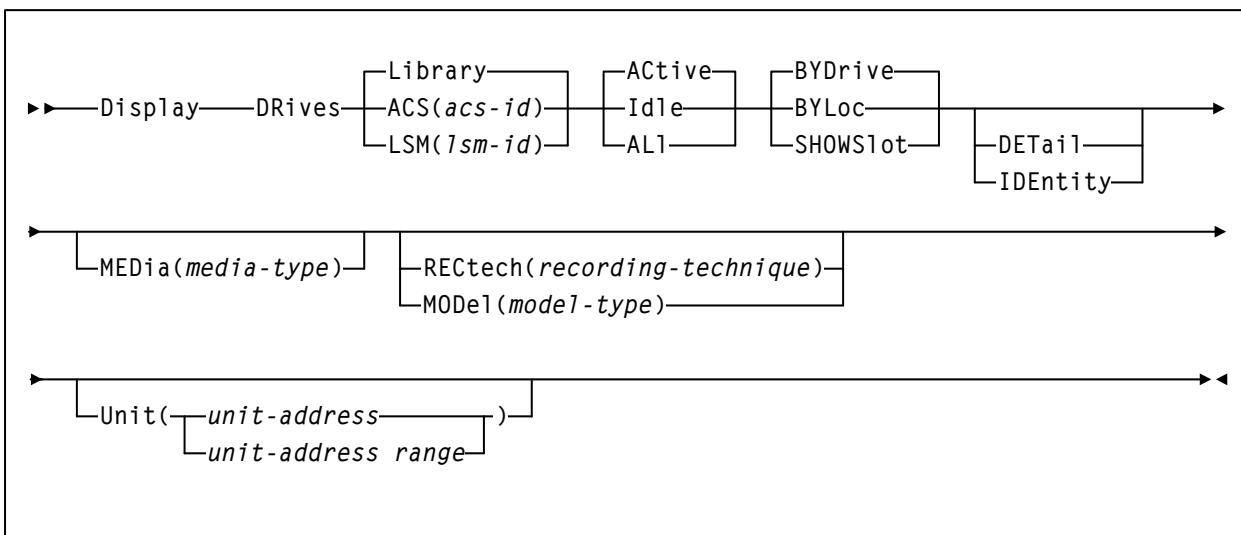 Library ACtive BYDrive
Display DRives ACS(acs-id) Idle BYLoc
LSM(lsm-id) ALl SHOWSlot DETail
IDEntity
MEDia(media-type) RECtech(recording-technique)
MODel(model-type)
Unit( unit-address )
unit-address range